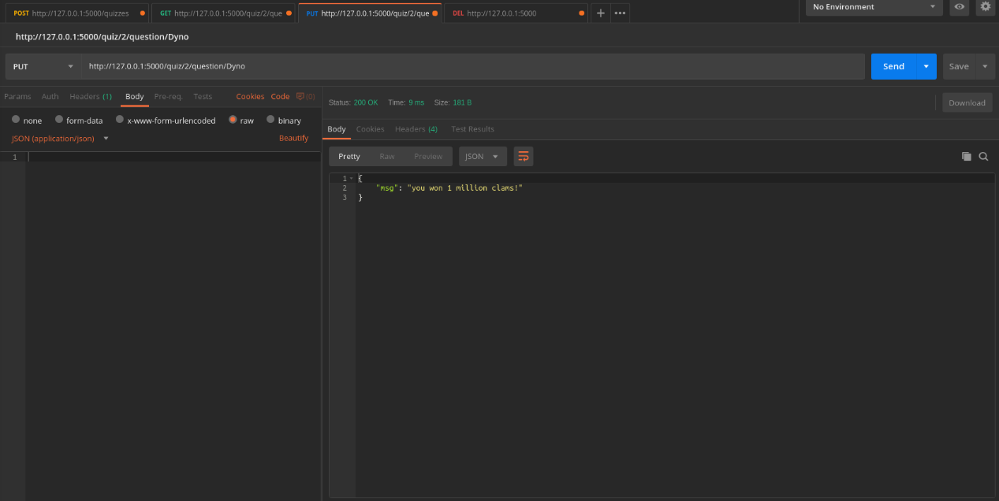 POST http://127.0.0.1:5000/quizzes GET http://127.0.0.1:5000/quiz/2/que PUT http://127.0.0.1:5000/quiz/2/que DEL http://127.0.0.1:5000 No Environment
http://127.0.0.1:5000/quiz/2/question/Dyno
PUT http://127.0.0.1:5000/quiz/2/question/Dyno Send Save
Params Auth Headers (1) Body Pre-req. Tests Cookies Code (0)
Status: 200 OK Time: 9 ms Size: 181 B Download
none form-data x-www-form-urlencoded raw binary
Body Cookies Headers (4) Test Results
JSON (application/json) Beautify
Pretty Raw Preview JSON
1
1 {
2 "msg": "you won 1 million clams!"
3 }